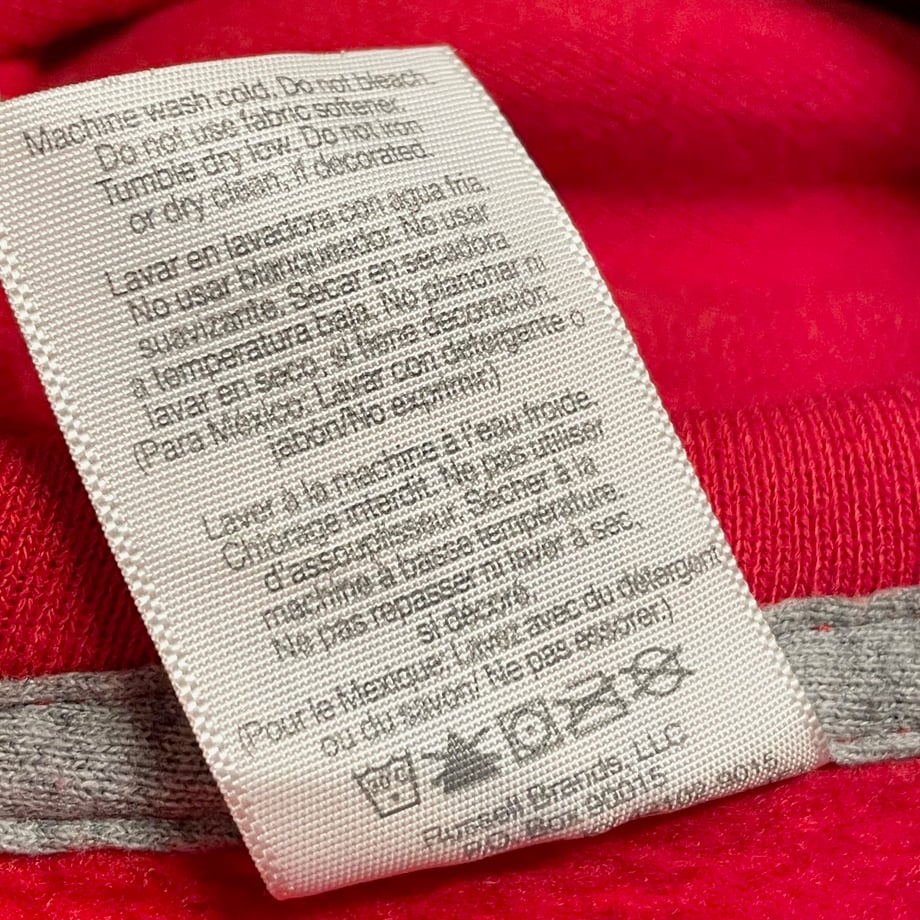 Machine wash cold. Do not bleach.
Do not use fabric softener.
Tumble dry low. Do not iron
or dry clean, if decorated.
Lavar en lavadora con agua fría.
No usar blanqueador. No usar
suavizante. Secar en secadora
a temperatura baja. No planchar ni
lavar en seco, si tiene decoración.
(Para México: Lavar con detergente o
jabón/No exprimir.)
Laver à la machine à l'eau froide
Chlorage interdit. Ne pas utiliser
d'assouplisseur. Sécher à la
machine à basse température.
Ne pas repasser ni laver à sec,
si décoré.
(Pour le Mexique: Lavez avec du détergent
ou du savon/ Ne pas essorer.)
Russell Brands, LLC
P.O. Box 90015